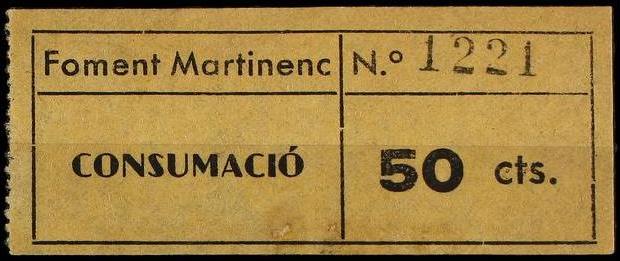 Foment Martinenc N.º 1221
CONSUMACIÓ 50 cts.